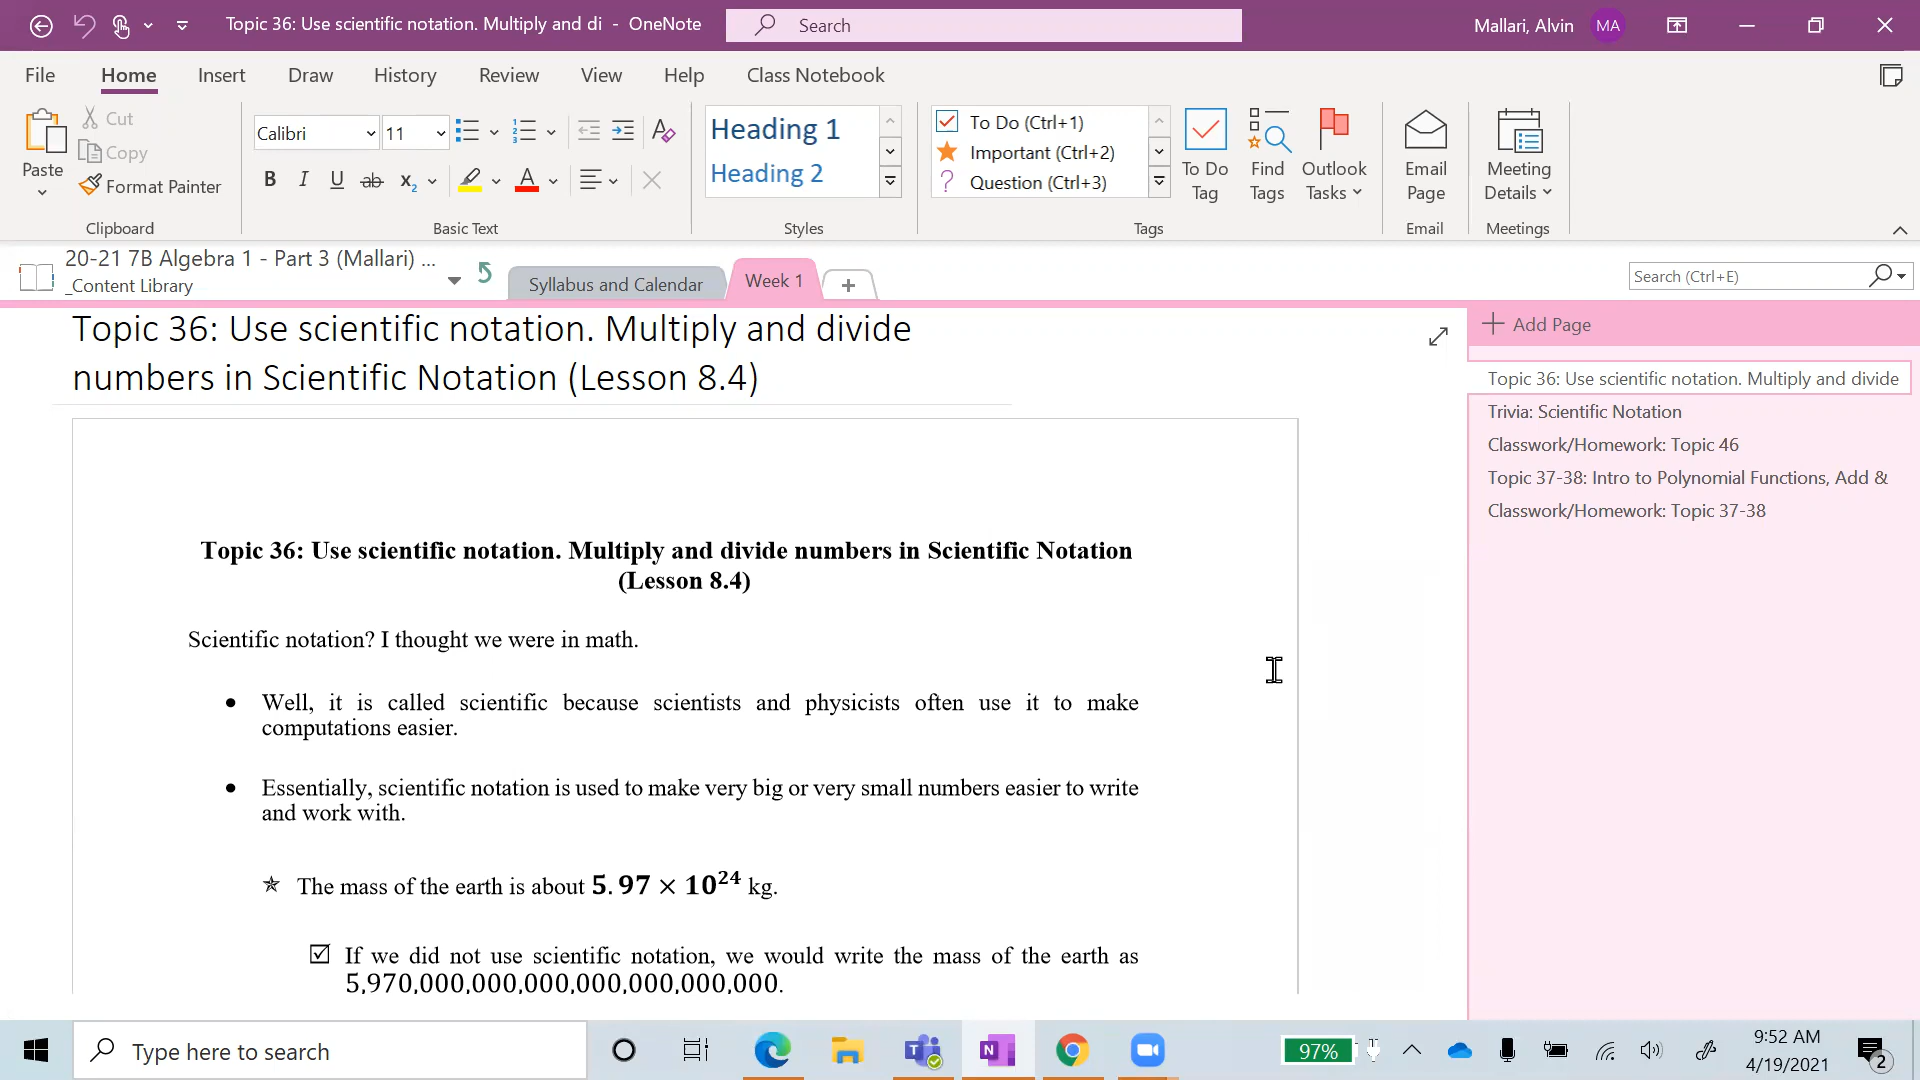 Topic 36: Use scientific notation. Multiply and di - OneNote
Search
Mallari, Alvin
MA
File
Home
Insert
Draw
History
Review
View
Help
Class Notebook
Paste
Cut
Copy
Format Painter
Clipboard
Calibri
11
B I U ab x₂ A
Basic Text
Heading 1
Heading 2
Styles
To Do (Ctrl+1)
Important (Ctrl+2)
Question (Ctrl+3)
To Do
Tag
Find
Tags
Outlook
Tasks
Tags
Email
Page
Email
Meeting
Details
Meetings
20-21 7B Algebra 1 - Part 3 (Mallari) ...
_Content Library
Syllabus and Calendar
Week 1
+
Search (Ctrl+E)
Topic 36: Use scientific notation. Multiply and divide
numbers in Scientific Notation (Lesson 8.4)
Topic 36: Use scientific notation. Multiply and divide numbers in Scientific Notation
(Lesson 8.4)
Scientific notation? I thought we were in math.
• Well, it is called scientific because scientists and physicists often use it to make
computations easier.
• Essentially, scientific notation is used to make very big or very small numbers easier to write
and work with.
The mass of the earth is about 5.97 × 10²⁴ kg.
If we did not use scientific notation, we would write the mass of the earth as
5,970,000,000,000,000,000,000,000.
Add Page
Topic 36: Use scientific notation. Multiply and divide
Trivia: Scientific Notation
Classwork/Homework: Topic 46
Topic 37-38: Intro to Polynomial Functions, Add &
Classwork/Homework: Topic 37-38
Type here to search
97%
9:52 AM
4/19/2021
2